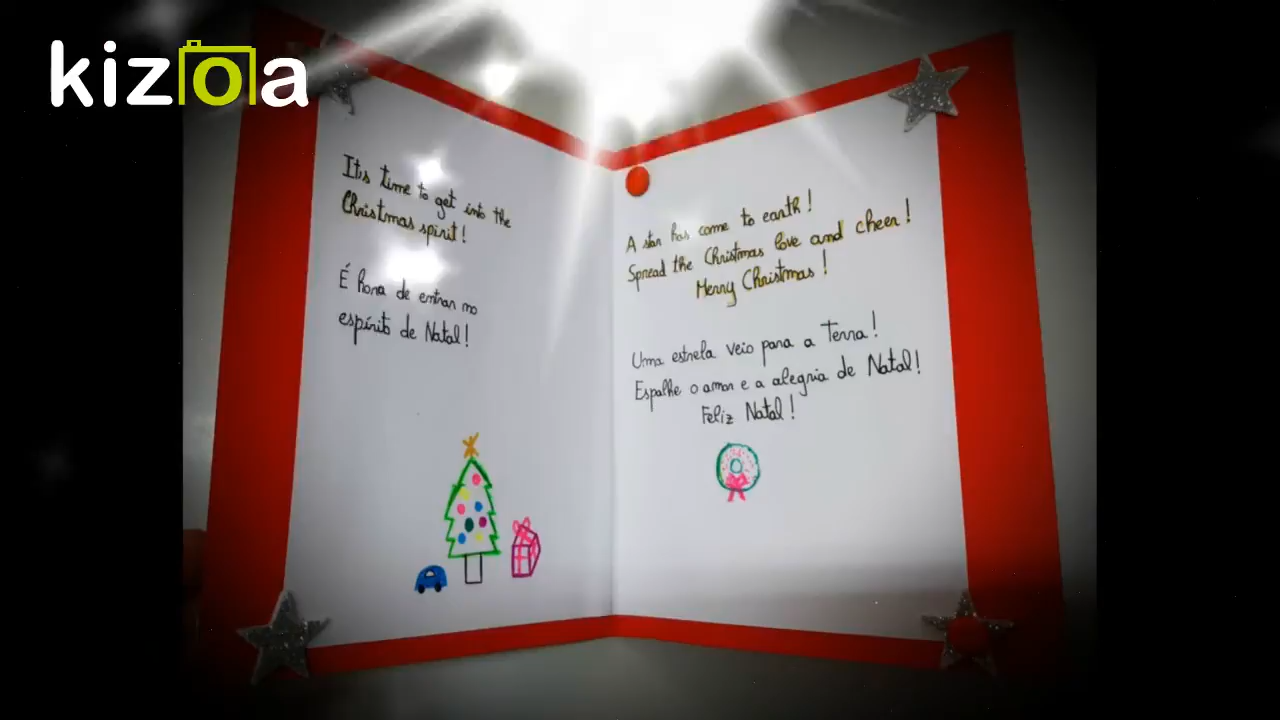 kizoa
It's time to get into the
Christmas spirit!
É hora de entrar no
espírito de Natal!
A star has come to earth!
Spread the Christmas love and cheer!
Merry Christmas!
Uma estrela veio para a Terra!
Espalhe o amor e a alegria de Natal!
Feliz Natal!